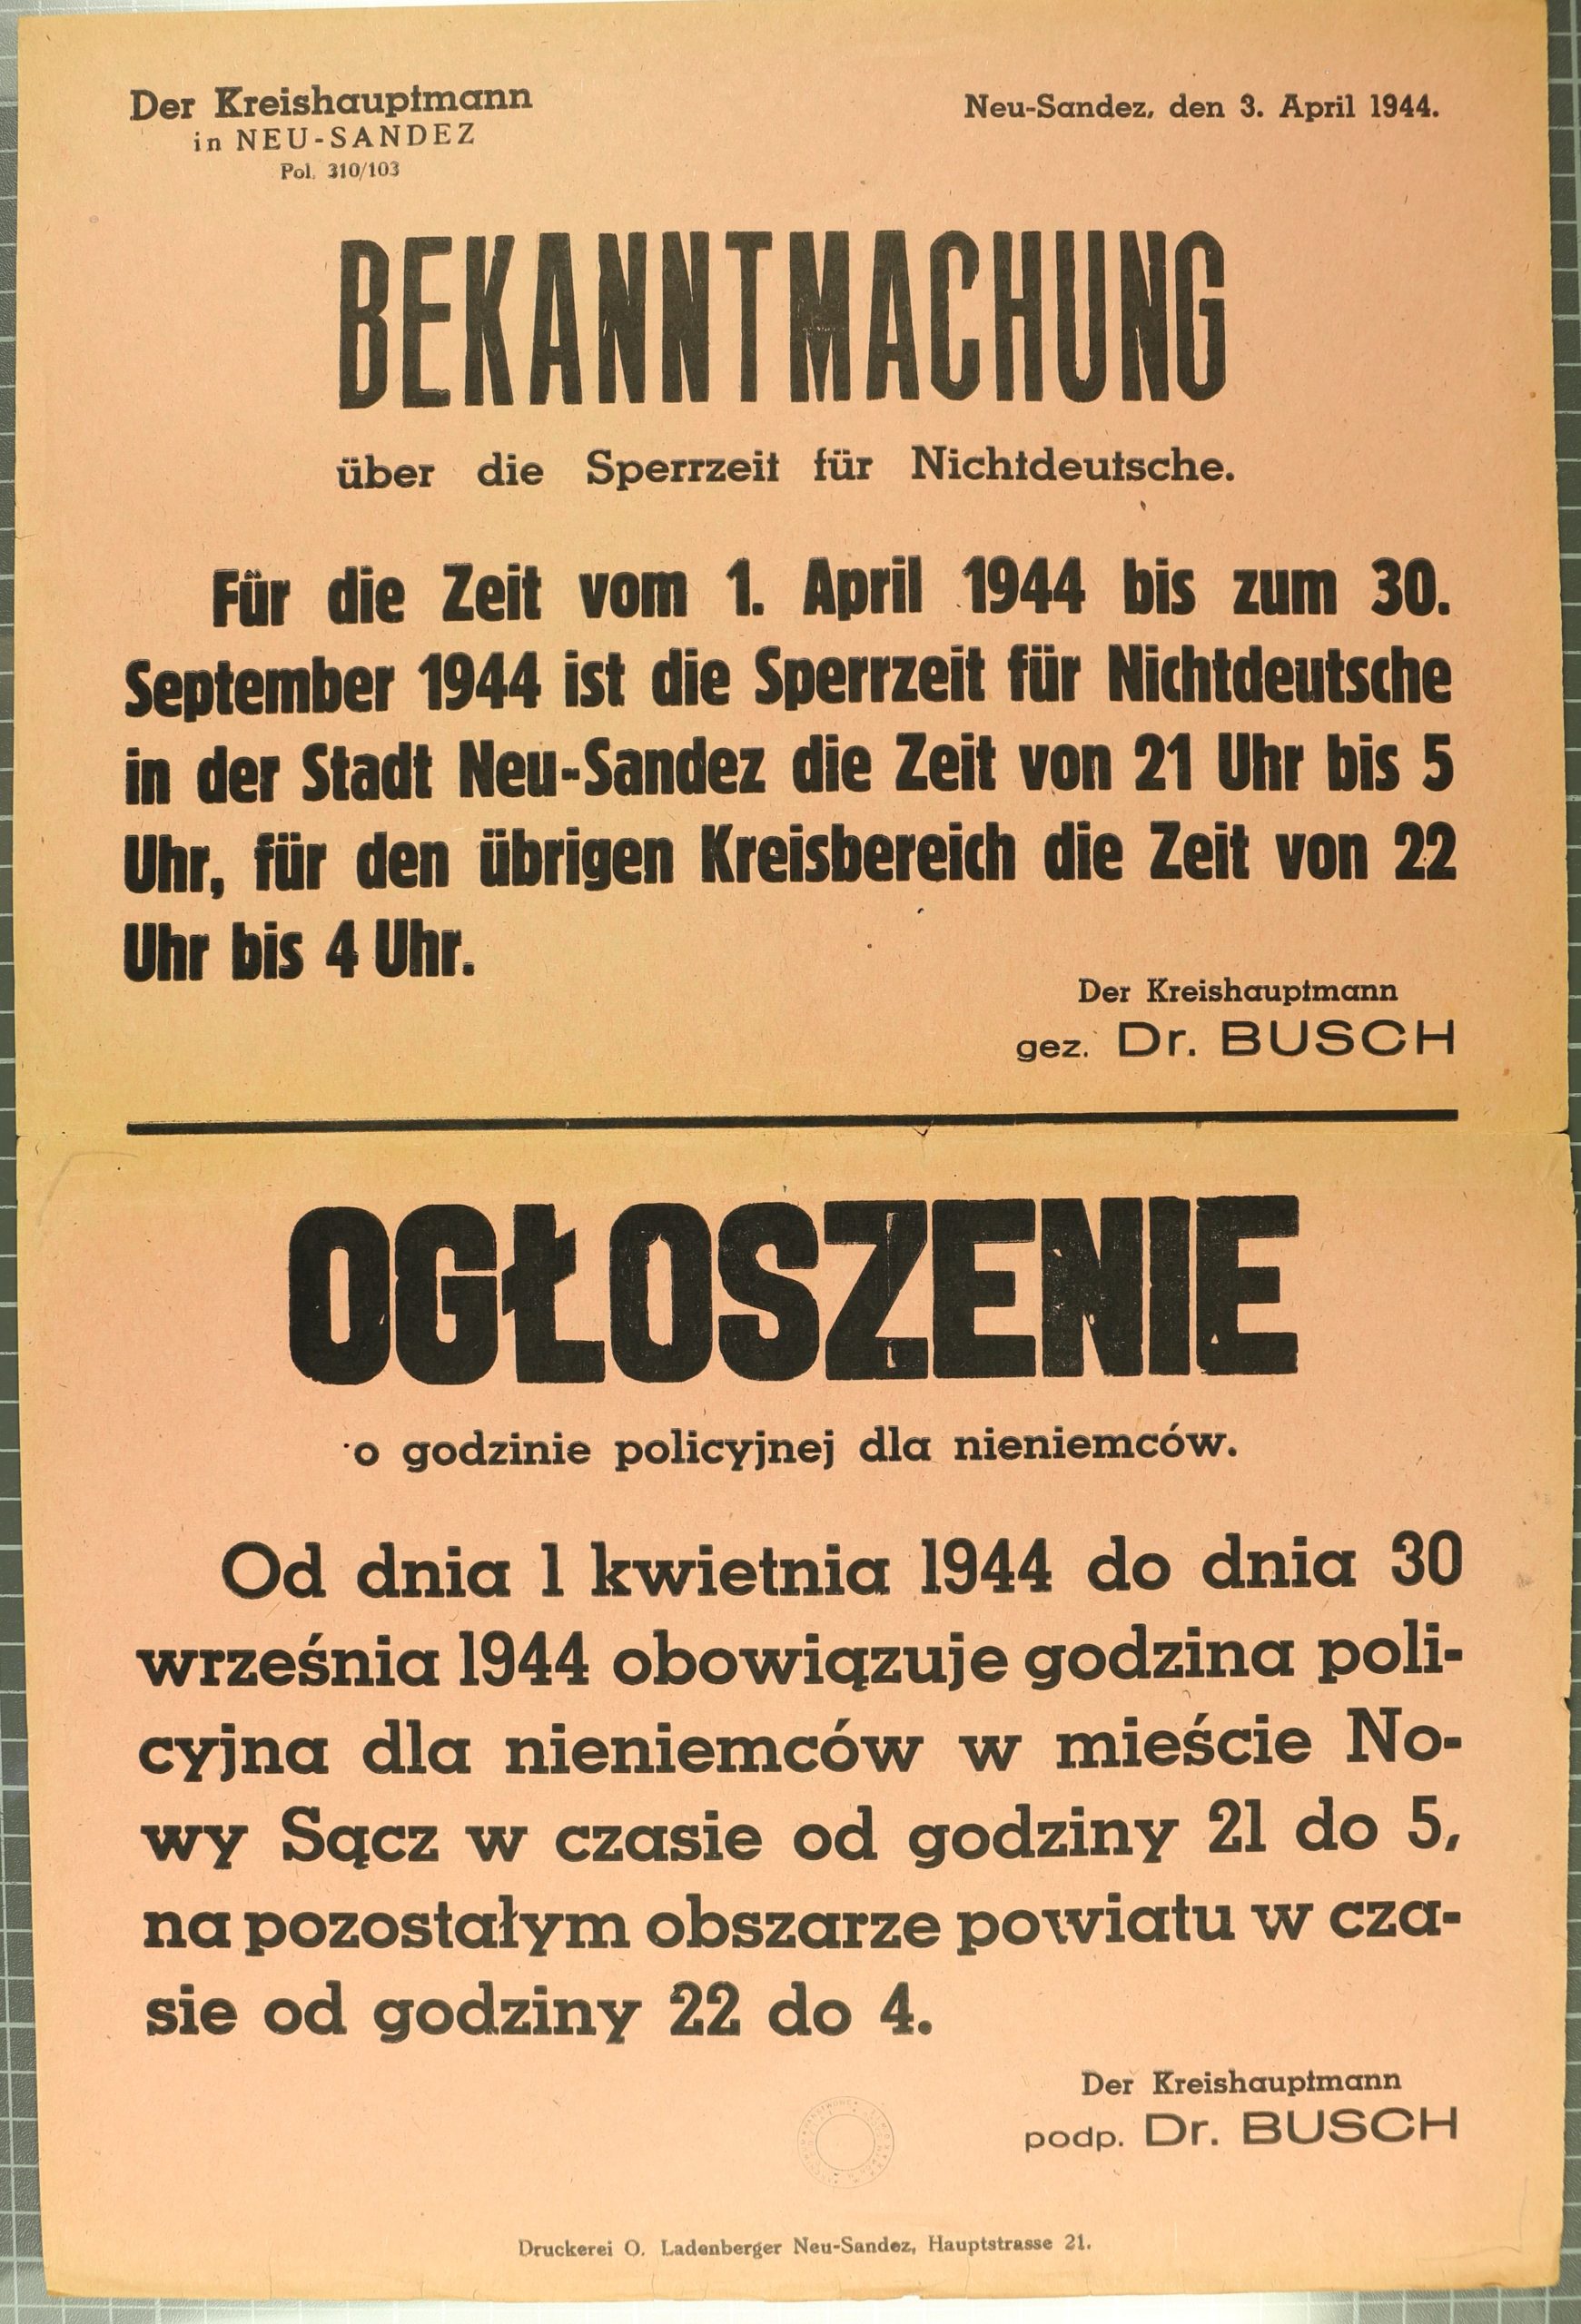 Der Kreishauptmann
in NEU-SANDEZ
Pol. 310/103
Neu-Sandez, den 3. April 1944.
BEKANNTMACHUNG
über die Sperrzeit für Nichtdeutsche.
Für die Zeit vom 1. April 1944 bis zum 30.
September 1944 ist die Sperrzeit für Nichtdeutsche
in der Stadt Neu-Sandez die Zeit von 21 Uhr bis 5
Uhr, für den übrigen Kreisbereich die Zeit von 22
Uhr bis 4 Uhr.
Der Kreishauptmann
gez. Dr. BUSCH
OGŁOSZENIE
o godzinie policyjnej dla nieniemców.
Od dnia 1 kwietnia 1944 do dnia 30
września 1944 obowiązuje godzina poli-
cyjna dla nieniemców w mieście No-
wy Sącz w czasie od godziny 21 do 5,
na pozostałym obszarze powiatu w cza-
sie od godziny 22 do 4.
Der Kreishauptmann
podp. Dr. BUSCH
Druckerei O. Ladenberger Neu-Sandez, Hauptstrasse 21.